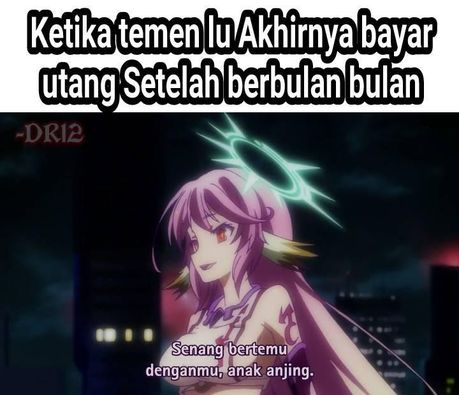 Ketika temen lu Akhirnya bayar
utang Setelah berbulan bulan
-DR12
Senang bertemu
denganmu, anak anjing.